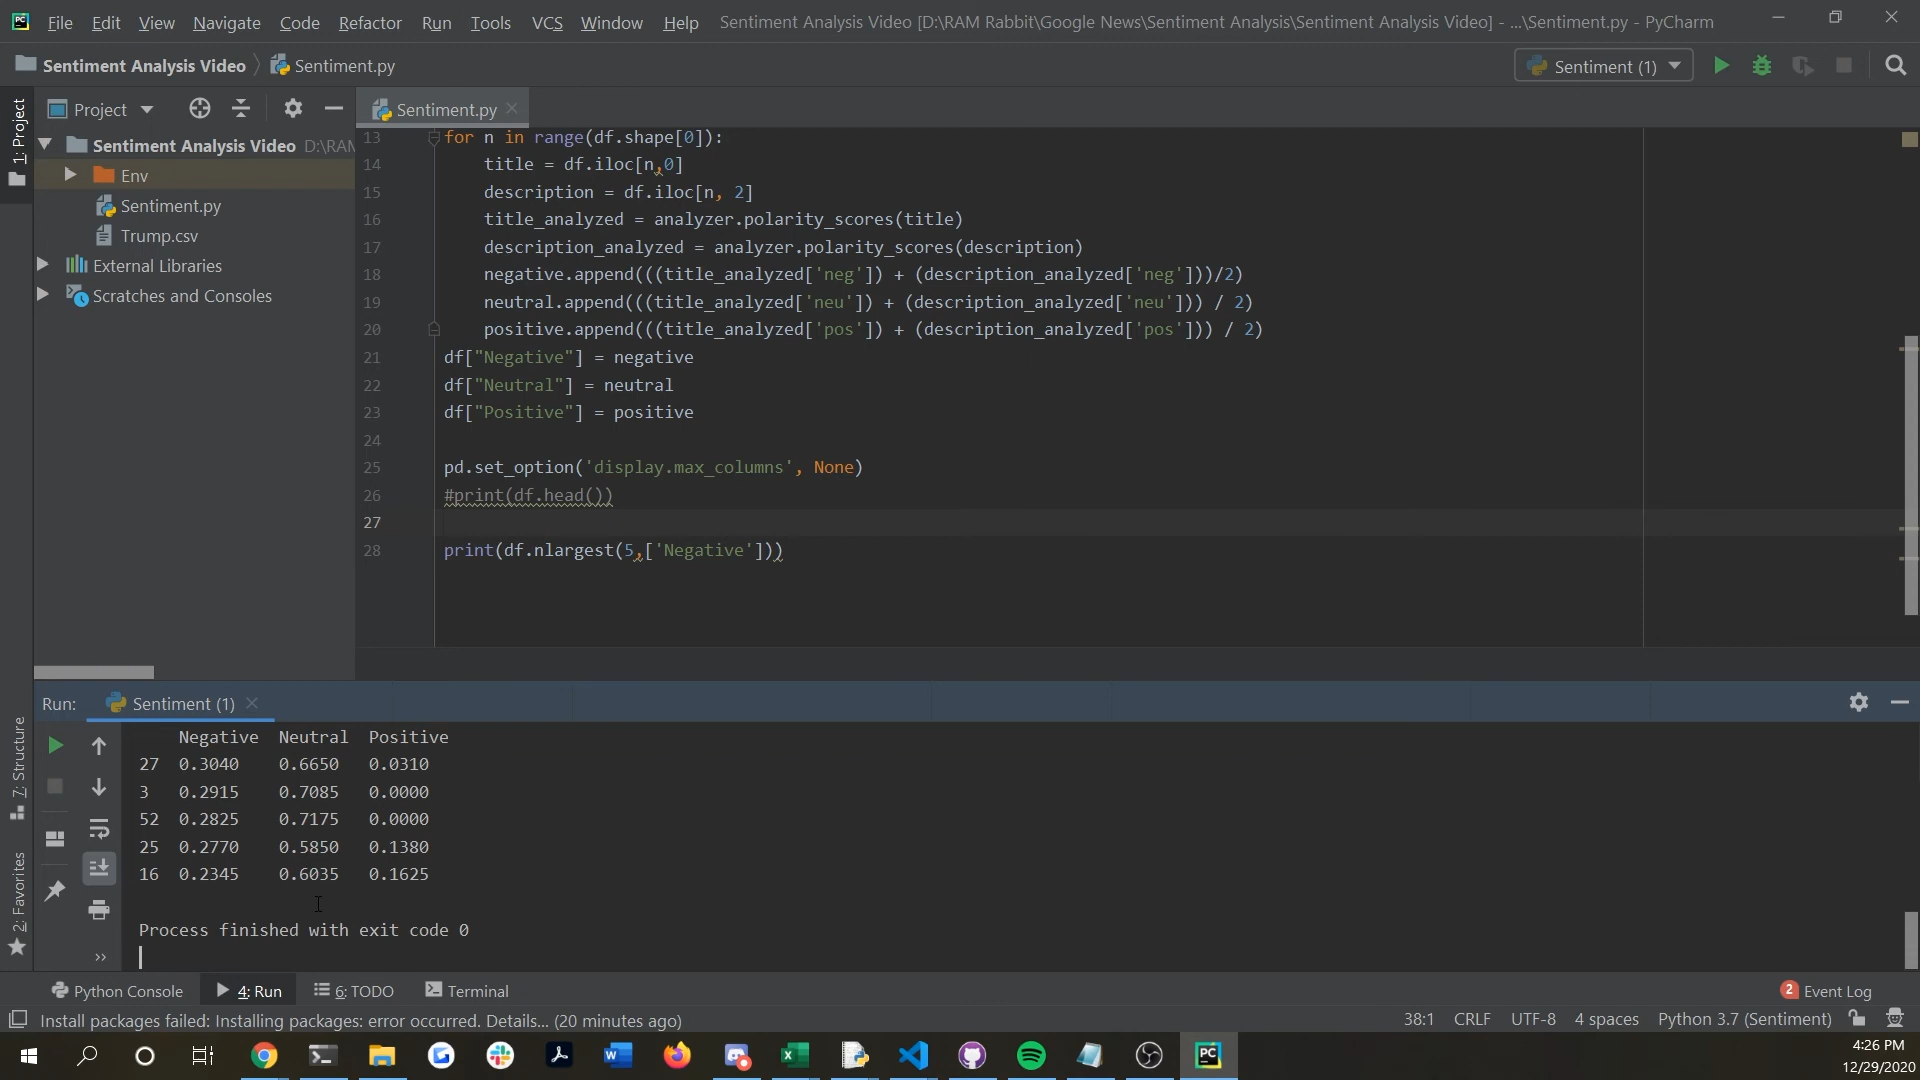 File Edit View Navigate Code Refactor Run Tools VCS Window Help Sentiment Analysis Video [D:\RAM Rabbit\Google News\Sentiment Analysis\Sentiment Analysis Video] - ...\Sentiment.py - PyCharm
Sentiment Analysis Video Sentiment.py Sentiment (1)
1: Project
Project
Sentiment.py
Sentiment Analysis Video D:\RAM
Env
Sentiment.py
Trump.csv
External Libraries
Scratches and Consoles
13 for n in range(df.shape[0]):
14 title = df.iloc[n,0]
15 description = df.iloc[n, 2]
16 title_analyzed = analyzer.polarity_scores(title)
17 description_analyzed = analyzer.polarity_scores(description)
18 negative.append(((title_analyzed['neg']) + (description_analyzed['neg']))/2)
19 neutral.append(((title_analyzed['neu']) + (description_analyzed['neu'])) / 2)
20 positive.append(((title_analyzed['pos']) + (description_analyzed['pos'])) / 2)
21 df["Negative"] = negative
22 df["Neutral"] = neutral
23 df["Positive"] = positive
24
25 pd.set_option('display.max_columns', None)
26 #print(df.head())
27
28 print(df.nlargest(5,['Negative']))
Run: Sentiment (1)
7: Structure
2: Favorites
Negative Neutral Positive
27 0.3040 0.6650 0.0310
3 0.2915 0.7085 0.0000
52 0.2825 0.7175 0.0000
25 0.2770 0.5850 0.1380
16 0.2345 0.6035 0.1625
Process finished with exit code 0
Python Console 4: Run 6: TODO Terminal 2 Event Log
Install packages failed: Installing packages: error occurred. Details... (20 minutes ago) 38:1 CRLF UTF-8 4 spaces Python 3.7 (Sentiment)
4:26 PM
12/29/2020